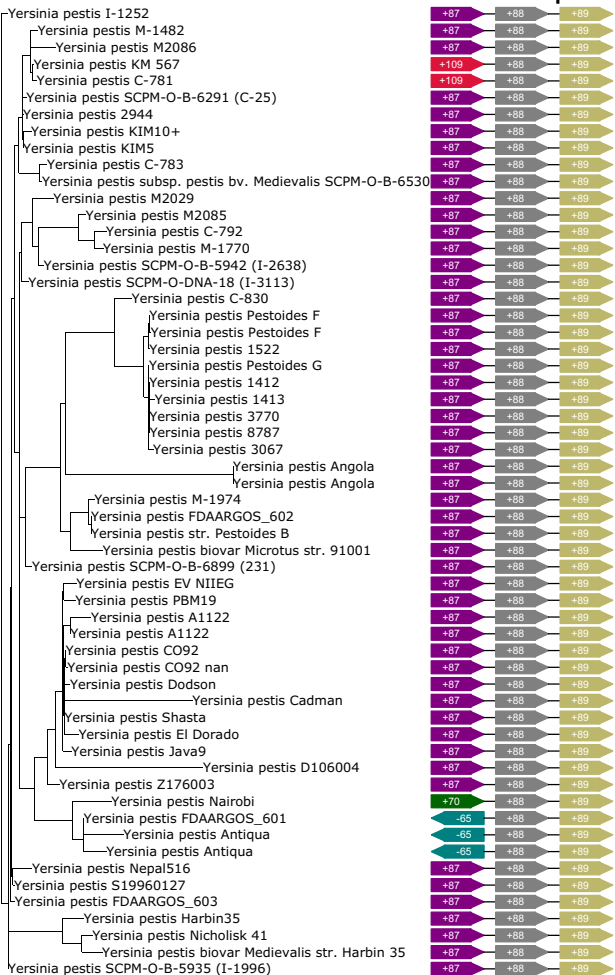 Yersinia pestis I-1252 +87 +88 +89
Yersinia pestis M-1482 +87 +88 +89
Yersinia pestis M2086 +87 +88 +89
Yersinia pestis KM 567 +109 +88 +89
Yersinia pestis C-781 +109 +88 +89
Yersinia pestis SCPM-O-B-6291 (C-25) +87 +88 +89
Yersinia pestis 2944 +87 +88 +89
Yersinia pestis KIM10+ +87 +88 +89
Yersinia pestis KIM5 +87 +88 +89
Yersinia pestis C-783 +87 +88 +89
Yersinia pestis subsp. pestis bv. Medievalis SCPM-O-B-6530 +87 +88 +89
Yersinia pestis M2029 +87 +88 +89
Yersinia pestis M2085 +87 +88 +89
Yersinia pestis C-792 +87 +88 +89
Yersinia pestis M-1770 +87 +88 +89
Yersinia pestis SCPM-O-B-5942 (I-2638) +87 +88 +89
Yersinia pestis SCPM-O-DNA-18 (I-3113) +87 +88 +89
Yersinia pestis C-830 +87 +88 +89
Yersinia pestis Pestoides F +87 +88 +89
Yersinia pestis Pestoides F +87 +88 +89
Yersinia pestis 1522 +87 +88 +89
Yersinia pestis Pestoides G +87 +88 +89
Yersinia pestis 1412 +87 +88 +89
Yersinia pestis 1413 +87 +88 +89
Yersinia pestis 3770 +87 +88 +89
Yersinia pestis 8787 +87 +88 +89
Yersinia pestis 3067 +87 +88 +89
Yersinia pestis Angola +87 +88 +89
Yersinia pestis Angola +87 +88 +89
Yersinia pestis M-1974 +87 +88 +89
Yersinia pestis FDAARGOS_602 +87 +88 +89
Yersinia pestis str. Pestoides B +87 +88 +89
Yersinia pestis biovar Microtus str. 91001 +87 +88 +89
Yersinia pestis SCPM-O-B-6899 (231) +87 +88 +89
Yersinia pestis EV NIIEG +87 +88 +89
Yersinia pestis PBM19 +87 +88 +89
Yersinia pestis A1122 +87 +88 +89
Yersinia pestis A1122 +87 +88 +89
Yersinia pestis CO92 +87 +88 +89
Yersinia pestis CO92 nan +87 +88 +89
Yersinia pestis Dodson +87 +88 +89
Yersinia pestis Cadman +87 +88 +89
Yersinia pestis Shasta +87 +88 +89
Yersinia pestis El Dorado +87 +88 +89
Yersinia pestis Java9 +87 +88 +89
Yersinia pestis D106004 +87 +88 +89
Yersinia pestis Z176003 +87 +88 +89
Yersinia pestis Nairobi +70 +88 +89
Yersinia pestis FDAARGOS_601 -65 +88 +89
Yersinia pestis Antiqua -65 +88 +89
Yersinia pestis Antiqua -65 +88 +89
Yersinia pestis Nepal516 +87 +88 +89
Yersinia pestis S19960127 +87 +88 +89
Yersinia pestis FDAARGOS_603 +87 +88 +89
Yersinia pestis Harbin35 +87 +88 +89
Yersinia pestis Nicholisk 41 +87 +88 +89
Yersinia pestis biovar Medievalis str. Harbin 35 +87 +88 +89
Yersinia pestis SCPM-O-B-5935 (I-1996) +87 +88 +89